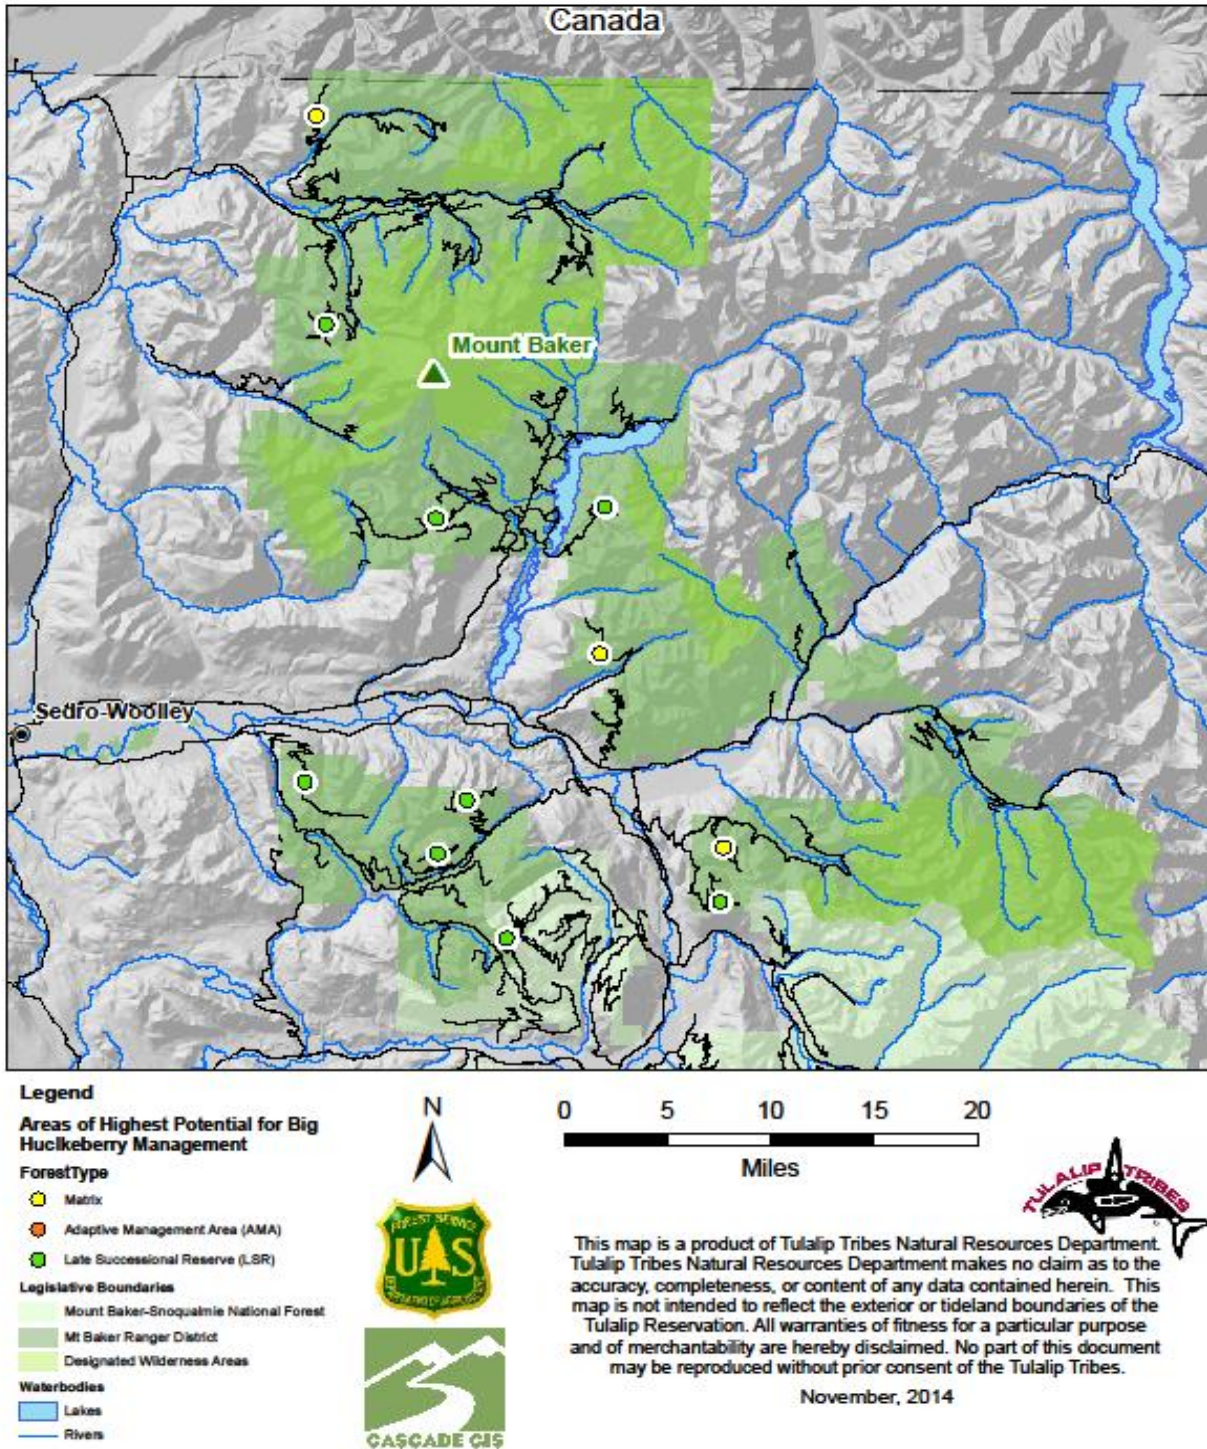 Canada
Mount Baker
Sedro-Woolley
Legend
Areas of Highest Potential for Big
Huclkeberry Management
ForestType
Matrix
Adaptive Management Area (AMA)
Late Successional Reserve (LSR)
Legislative Boundaries
Mount Baker-Snoqualmie National Forest
Mt Baker Ranger District
Designated Wilderness Areas
Waterbodies
Lakes
Rivers
N
FOREST SERVICE
U S
DEPARTMENT OF AGRICULTURE
CASCADE GIS
0 5 10 15 20
Miles
TULALIP TRIBES
This map is a product of Tulalip Tribes Natural Resources Department.
Tulalip Tribes Natural Resources Department makes no claim as to the
accuracy, completeness, or content of any data contained herein. This
map is not intended to reflect the exterior or tideland boundaries of the
Tulalip Reservation. All warranties of fitness for a particular purpose
and of merchantability are hereby disclaimed. No part of this document
may be reproduced without prior consent of the Tulalip Tribes.
November, 2014